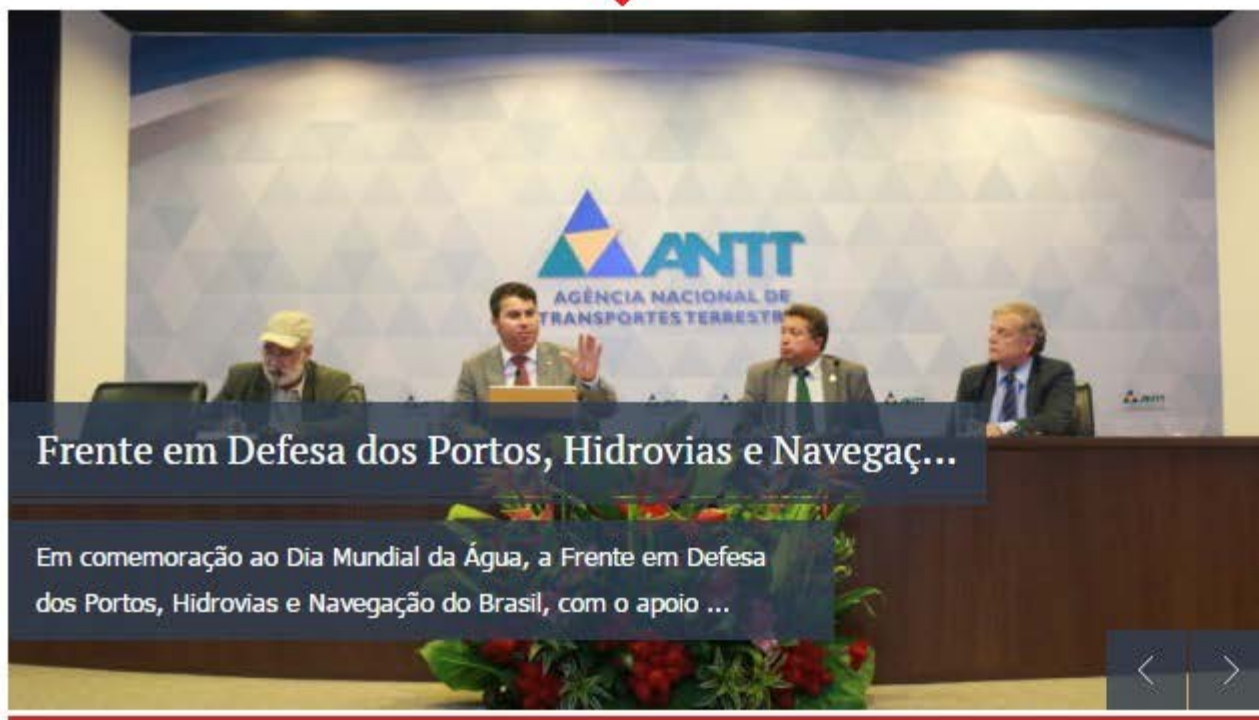 ANTT
AGÊNCIA NACIONAL DE
TRANSPORTES TERRESTR
ANTT
Frente em Defesa dos Portos, Hidrovias e Navegaç...
Em comemoração ao Dia Mundial da Água, a Frente em Defesa
dos Portos, Hidrovias e Navegação do Brasil, com o apoio ...